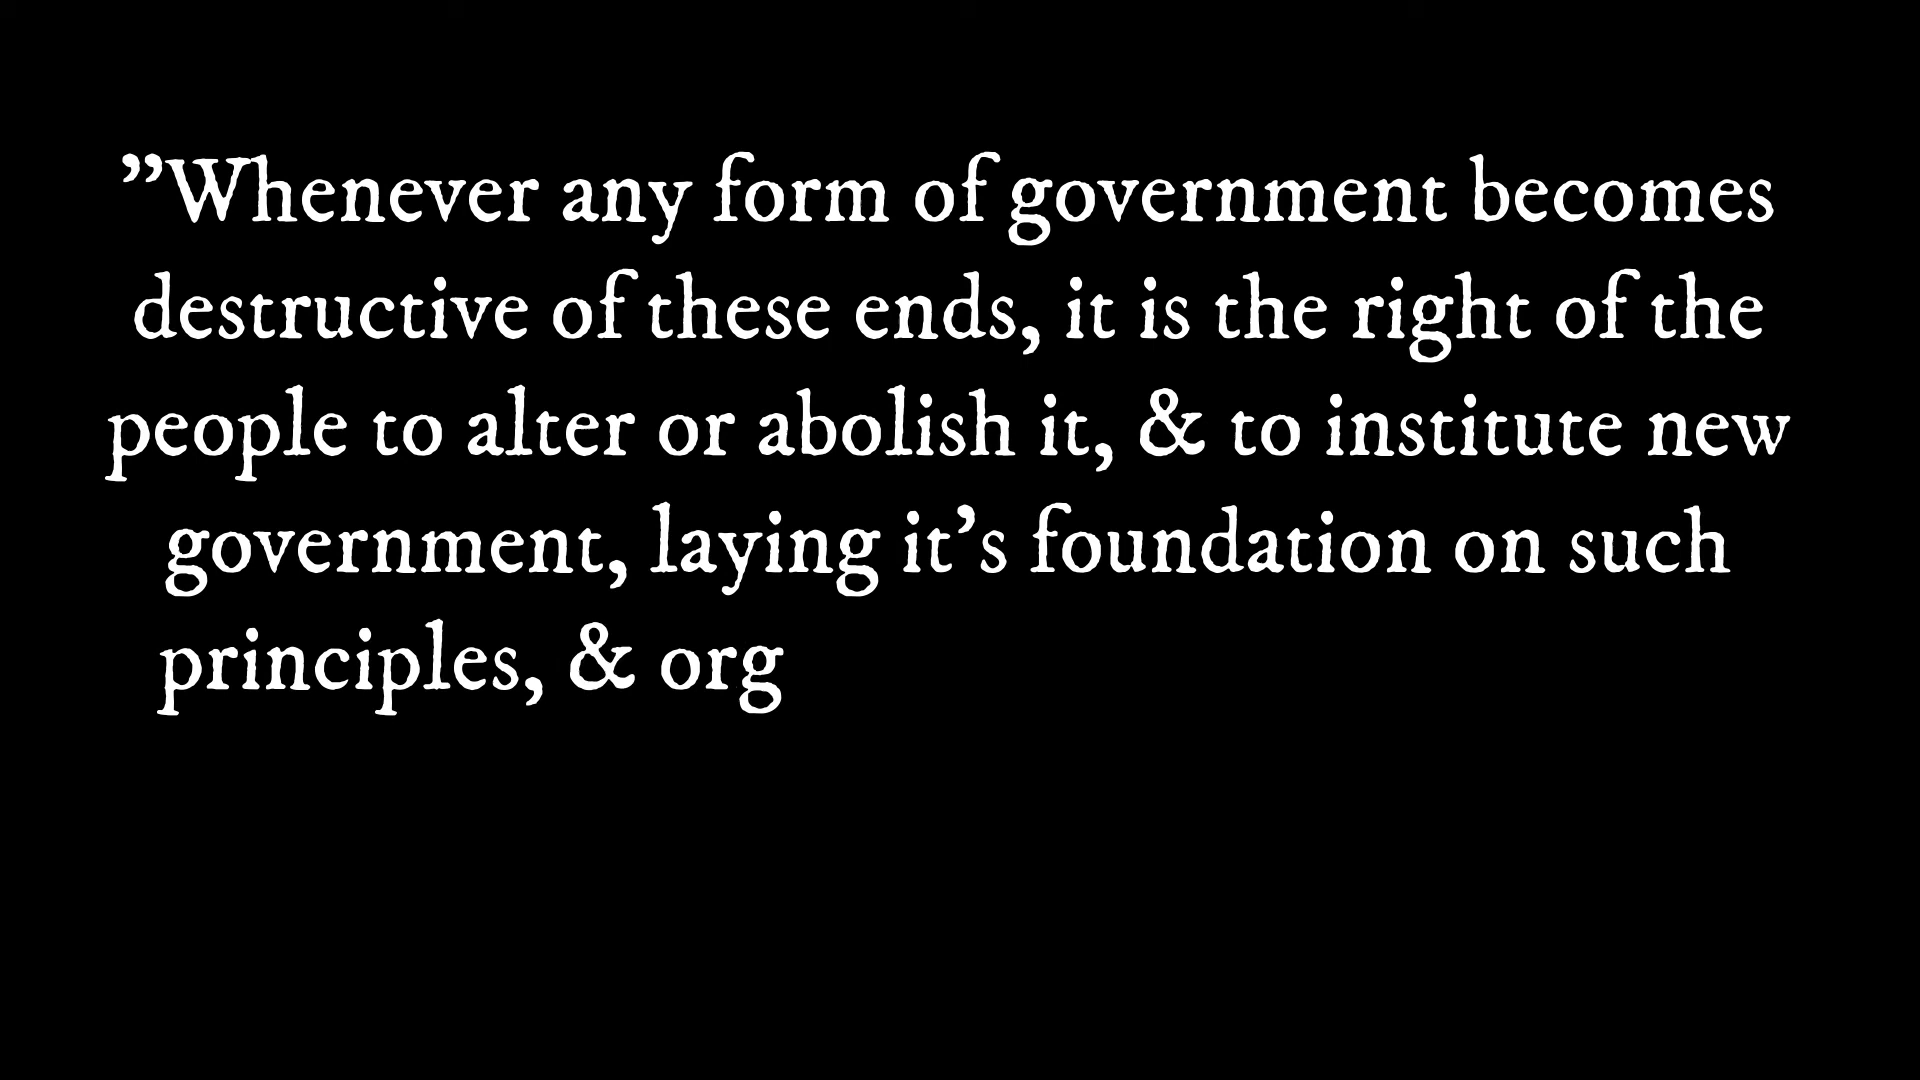 ”Whenever any form of government becomes
destructive of these ends, it is the right of the
people to alter or abolish it, & to institute new
government, laying it’s foundation on such
principles, & org